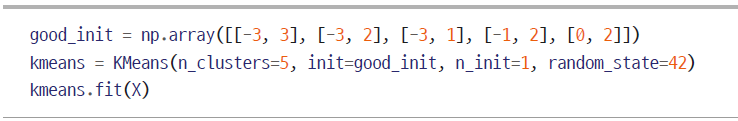 good_init = np.array([[-3, 3], [-3, 2], [-3, 1], [-1, 2], [0, 2]])
kmeans = KMeans(n_clusters=5, init=good_init, n_init=1, random_state=42)
kmeans.fit(X)